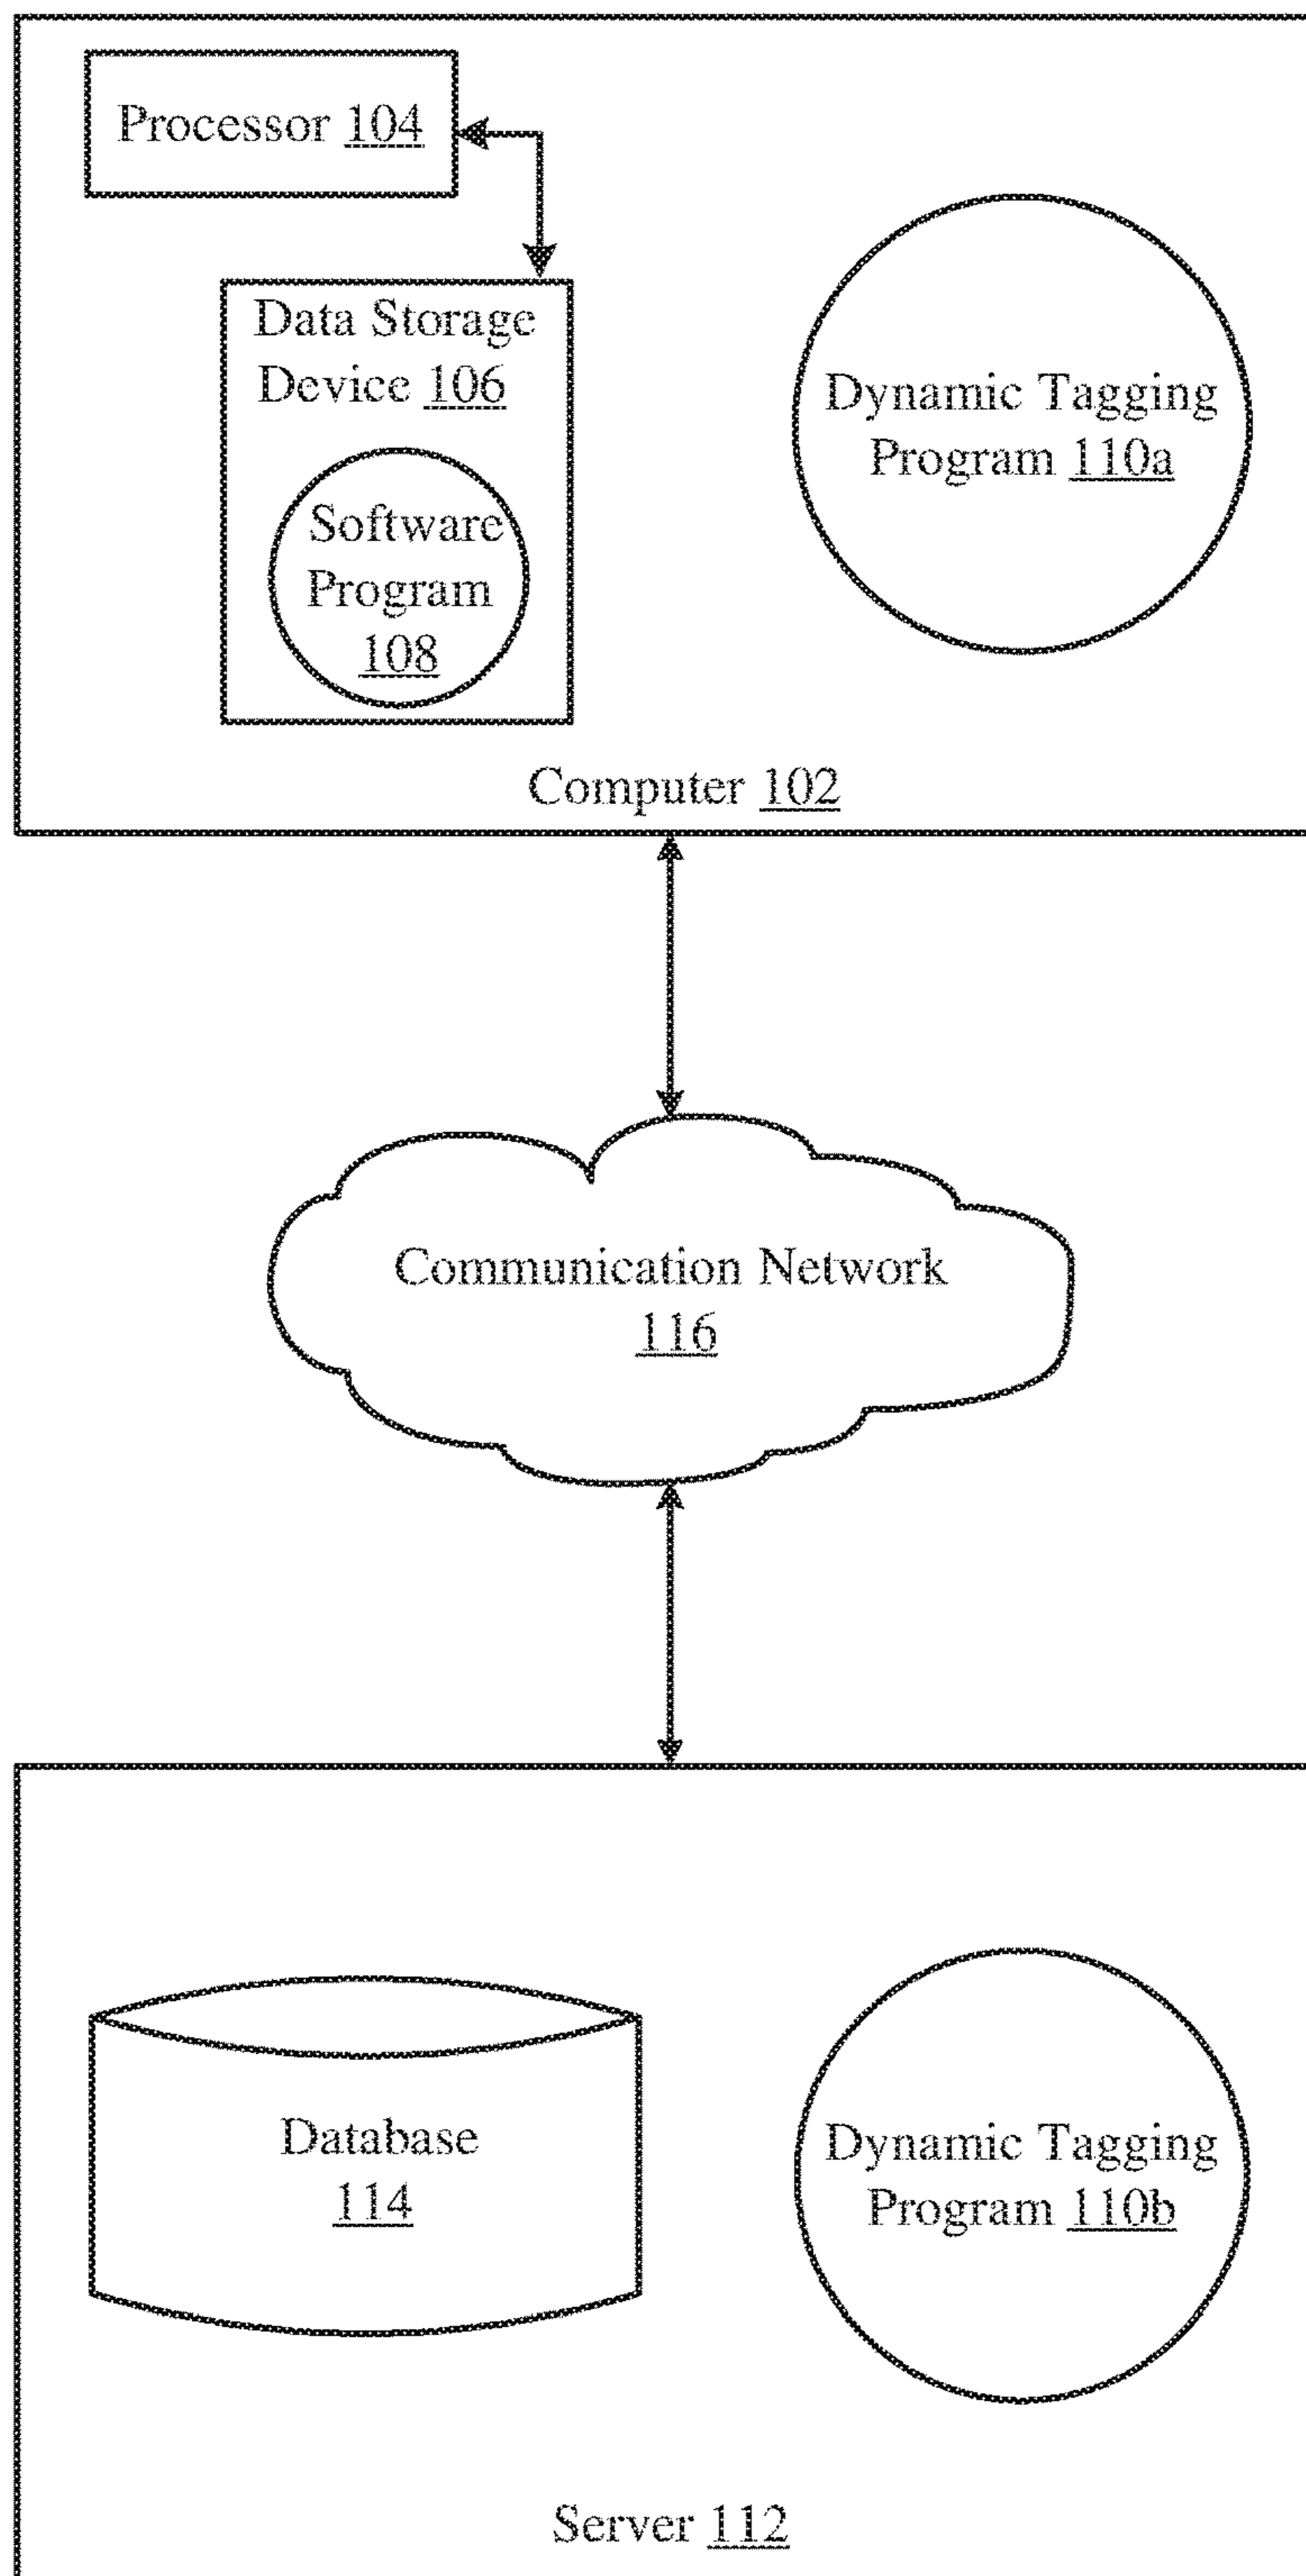 Processor 104
Data Storage
Device 106
Software
Program
108
Dynamic Tagging
Program 110a
Computer 102
Communication Network
116
Database
114
Dynamic Tagging
Program 110b
Server 112